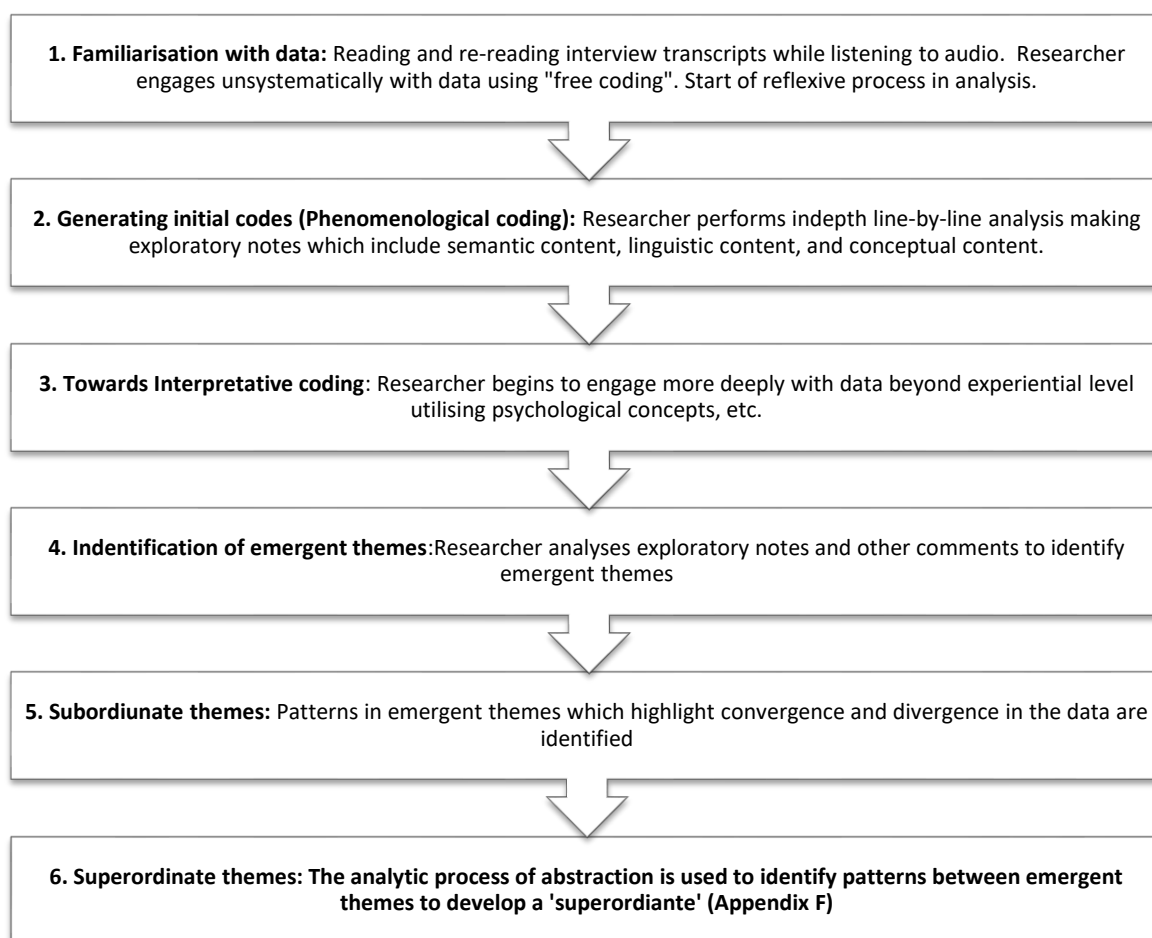 1. Familiarisation with data: Reading and re-reading interview transcripts while listening to audio.  Researcher
engages unsystematically with data using "free coding". Start of reflexive process in analysis.
2. Generating initial codes (Phenomenological coding): Researcher performs indepth line-by-line analysis making
exploratory notes which include semantic content, linguistic content, and conceptual content.
3. Towards Interpretative coding: Researcher begins to engage more deeply with data beyond experiential level
utilising psychological concepts, etc.
4. Indentification of emergent themes:Researcher analyses exploratory notes and other comments to identify
emergent themes
5. Subordiunate themes: Patterns in emergent themes which highlight convergence and divergence in the data are
identified
6. Superordinate themes: The analytic process of abstraction is used to identify patterns between emergent
themes to develop a 'superordiante' (Appendix F)